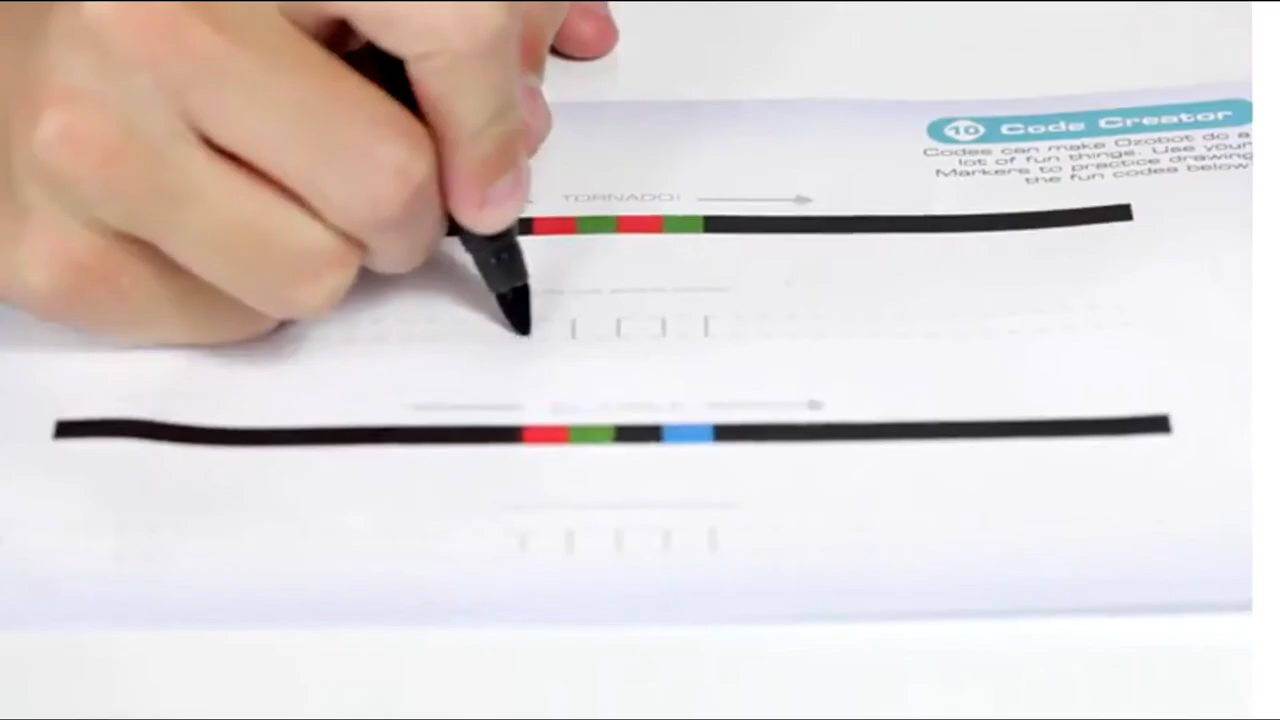 10 Code Creator
Codes can make Ozobot do a
lot of fun things. Use your
Markers to practice drawing
the fun codes below
TORNADO!